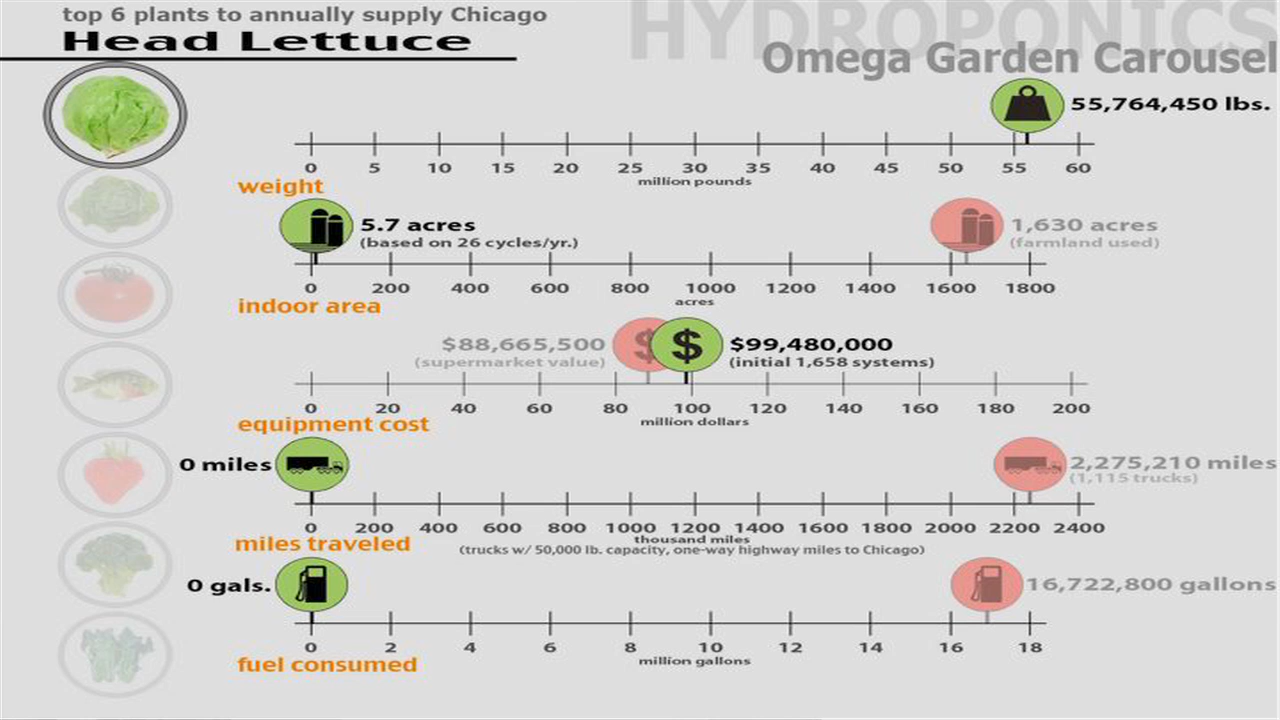 top 6 plants to annually supply Chicago
Head Lettuce
HYDROPONICS
Omega Garden Carousel
55,764,450 lbs.
0 5 10 15 20 25 30 35 40 45 50 55 60
million pounds
weight
5.7 acres
(based on 26 cycles/yr.)
1,630 acres
(farmland used)
0 200 400 600 800 1000 1200 1400 1600 1800
acres
indoor area
$88,665,500
(supermarket value)
$
$
$99,480,000
(initial 1,658 systems)
0 20 40 60 80 100 120 140 160 180 200
million dollars
equipment cost
0 miles
2,275,210 miles
(1,115 trucks)
0 200 400 600 800 1000 1200 1400 1600 1800 2000 2200 2400
thousand miles
miles traveled
(trucks w/ 50,000 lb. capacity, one-way highway miles to Chicago)
0 gals.
16,722,800 gallons
0 2 4 6 8 10 12 14 16 18
million gallons
fuel consumed